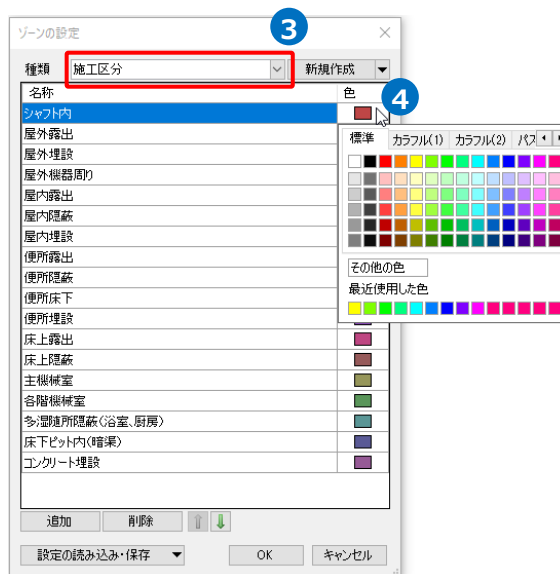 ゾーンの設定
3
種類 施工区分 新規作成
名称 色
シャフト内
4
屋外露出
屋外埋設
屋外機器周り
屋内露出
屋内隠蔽
屋内埋設
便所露出
便所隠蔽
便所床下
便所埋設
床上露出
床上隠蔽
主機械室
各階機械室
多湿箇所隠蔽(浴室、厨房)
床下ピット内(暗渠)
コンクリート埋設
標準 カラフル(1) カラフル(2) パス
その他の色
最近使用した色
追加 削除
設定の読み込み・保存 OK キャンセル